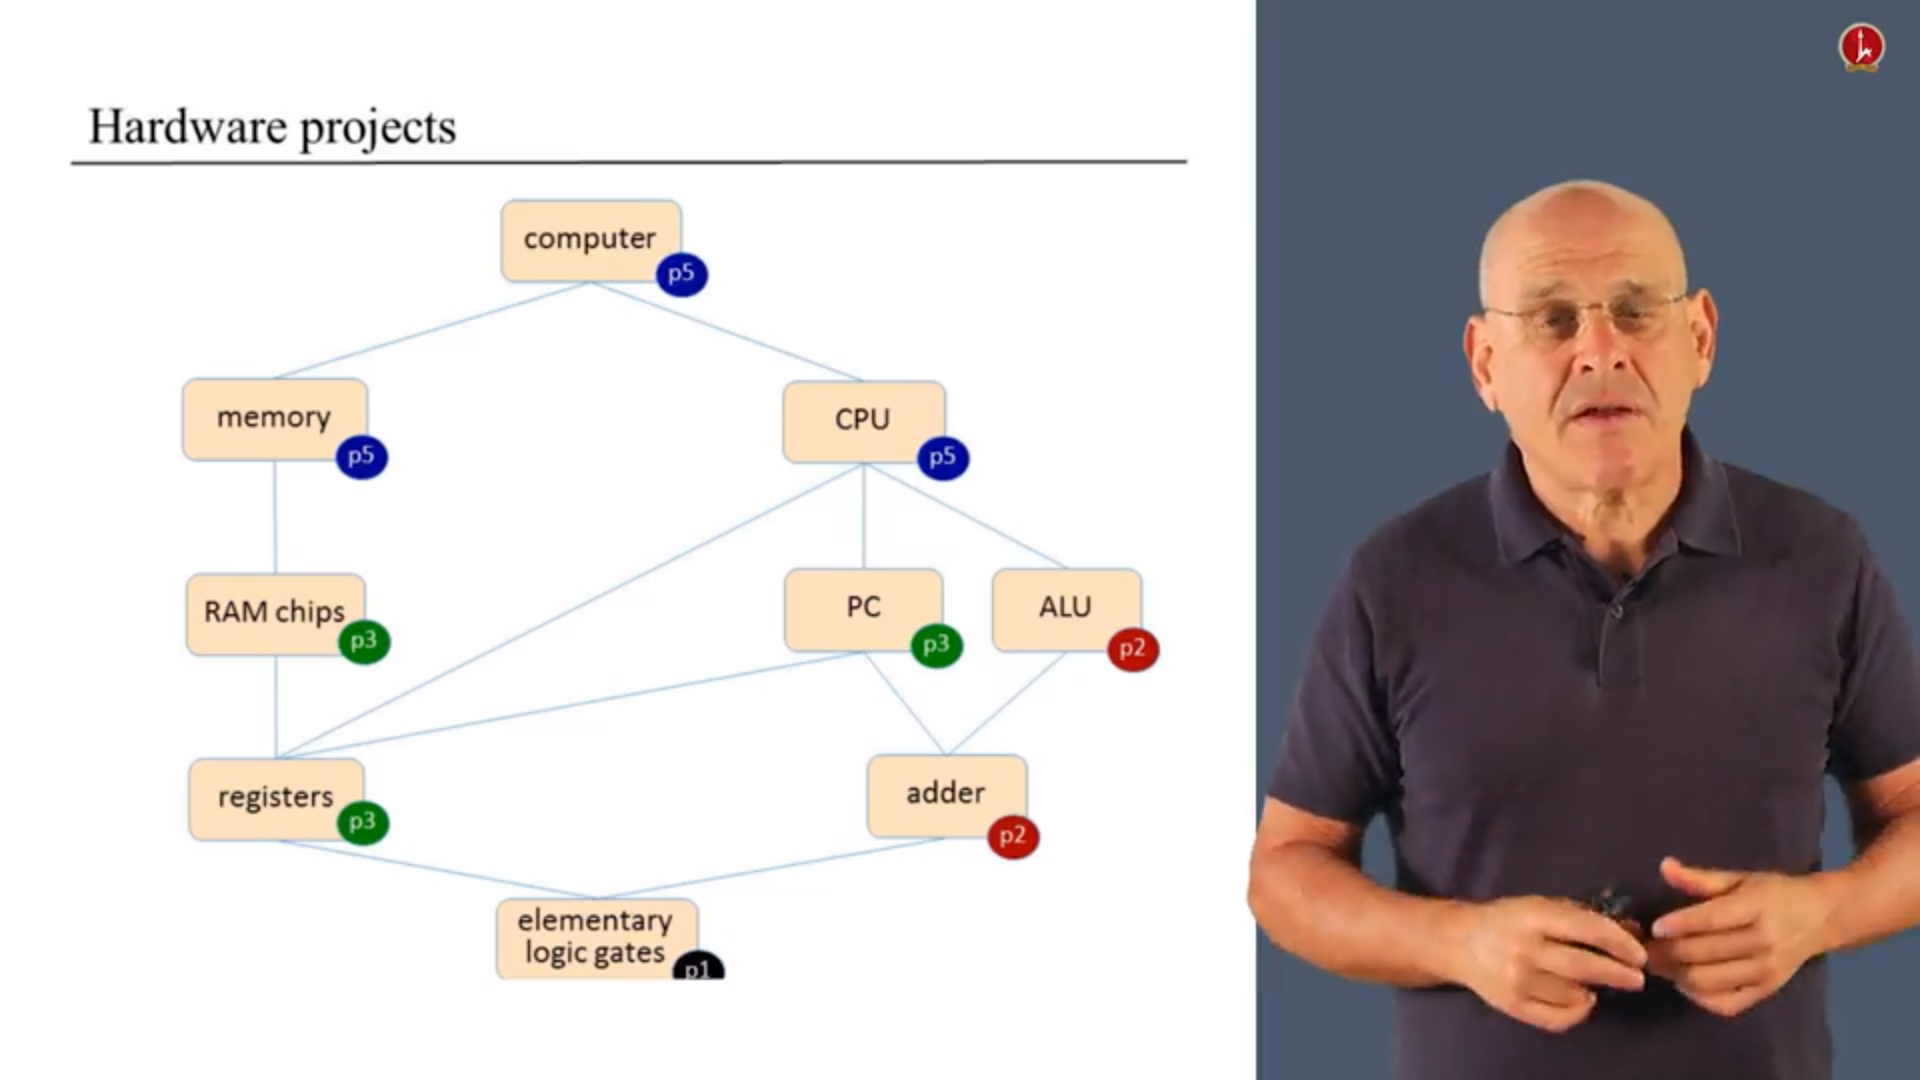 Hardware projects
computer
p5
memory
p5
CPU
p5
RAM chips
p3
PC
p3
ALU
p2
registers
p3
adder
p2
elementary
logic gates
p1